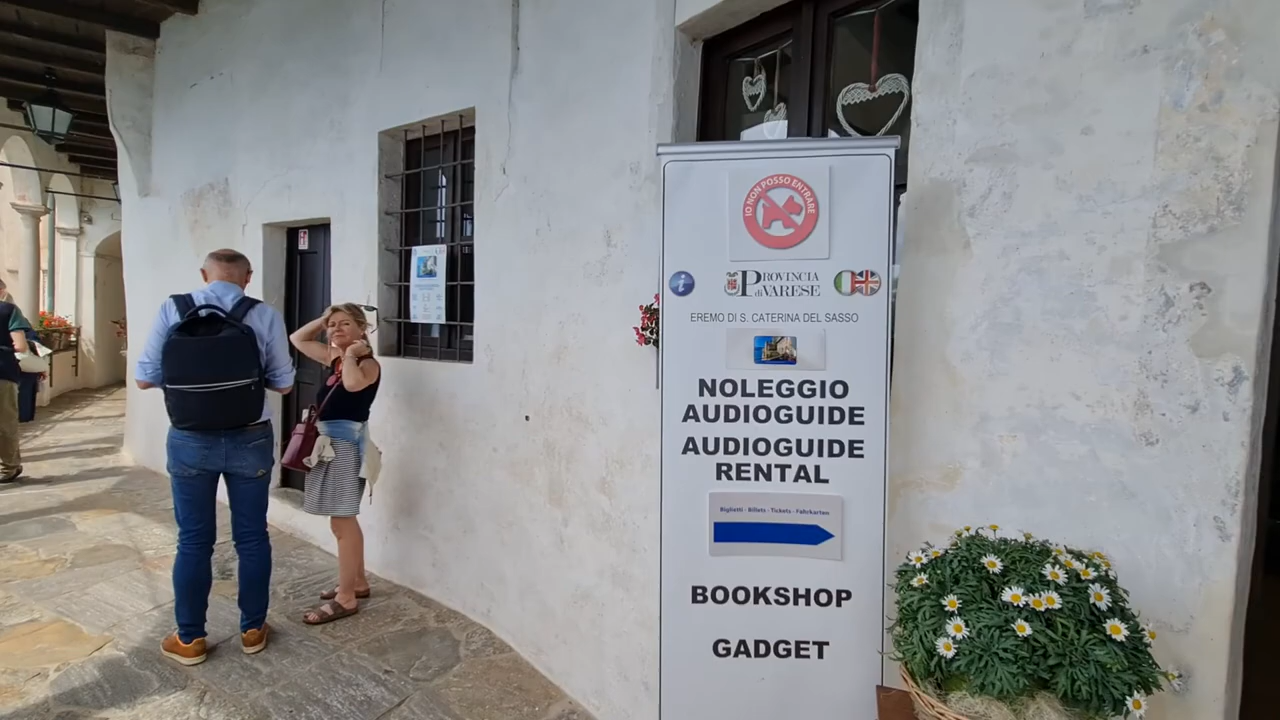 IO NON POSSO ENTRARE
i
PROVINCIA
di VARESE
EREMO DI S. CATERINA DEL SASSO
NOLEGGIO
AUDIOGUIDE
AUDIOGUIDE
RENTAL
Biglietti - Billets - Tickets - Fahrkarten
BOOKSHOP
GADGET